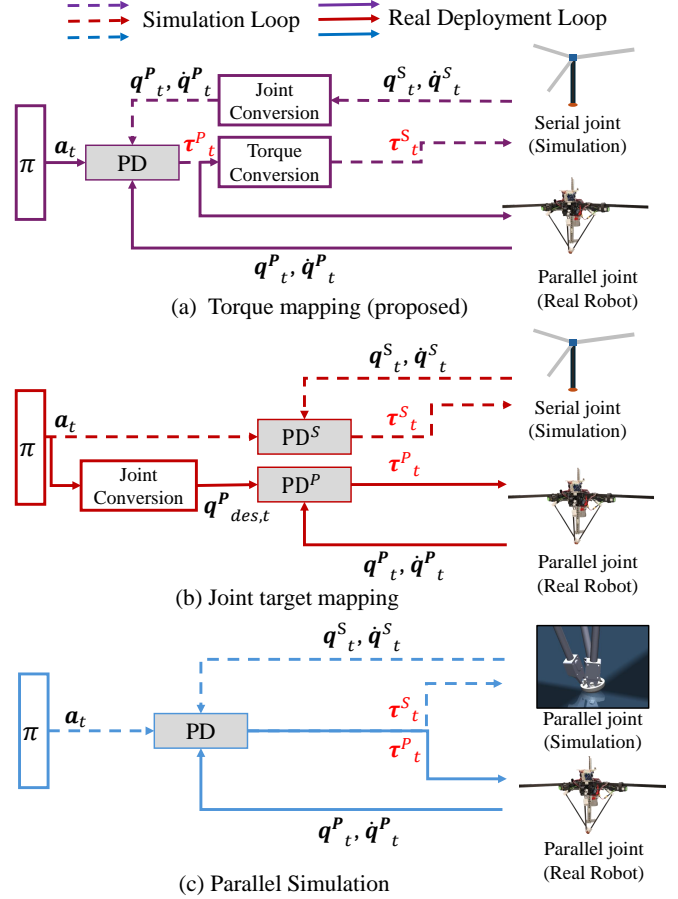 Simulation Loop
Real Deployment Loop
q^P_t, q̇^P_t
Joint
Conversion
q^S_t, q̇^S_t
Serial joint
(Simulation)
π
a_t
PD
τ^P_t
Torque
Conversion
τ^S_t
q^P_t, q̇^P_t
Parallel joint
(Real Robot)
(a) Torque mapping (proposed)
q^S_t, q̇^S_t
Serial joint
(Simulation)
π
a_t
PD^S
τ^S_t
Joint
Conversion
q^P_des,t
PD^P
τ^P_t
q^P_t, q̇^P_t
Parallel joint
(Real Robot)
(b) Joint target mapping
q^S_t, q̇^S_t
Parallel joint
(Simulation)
π
a_t
PD
τ^S_t
τ^P_t
q^P_t, q̇^P_t
Parallel joint
(Real Robot)
(c) Parallel Simulation